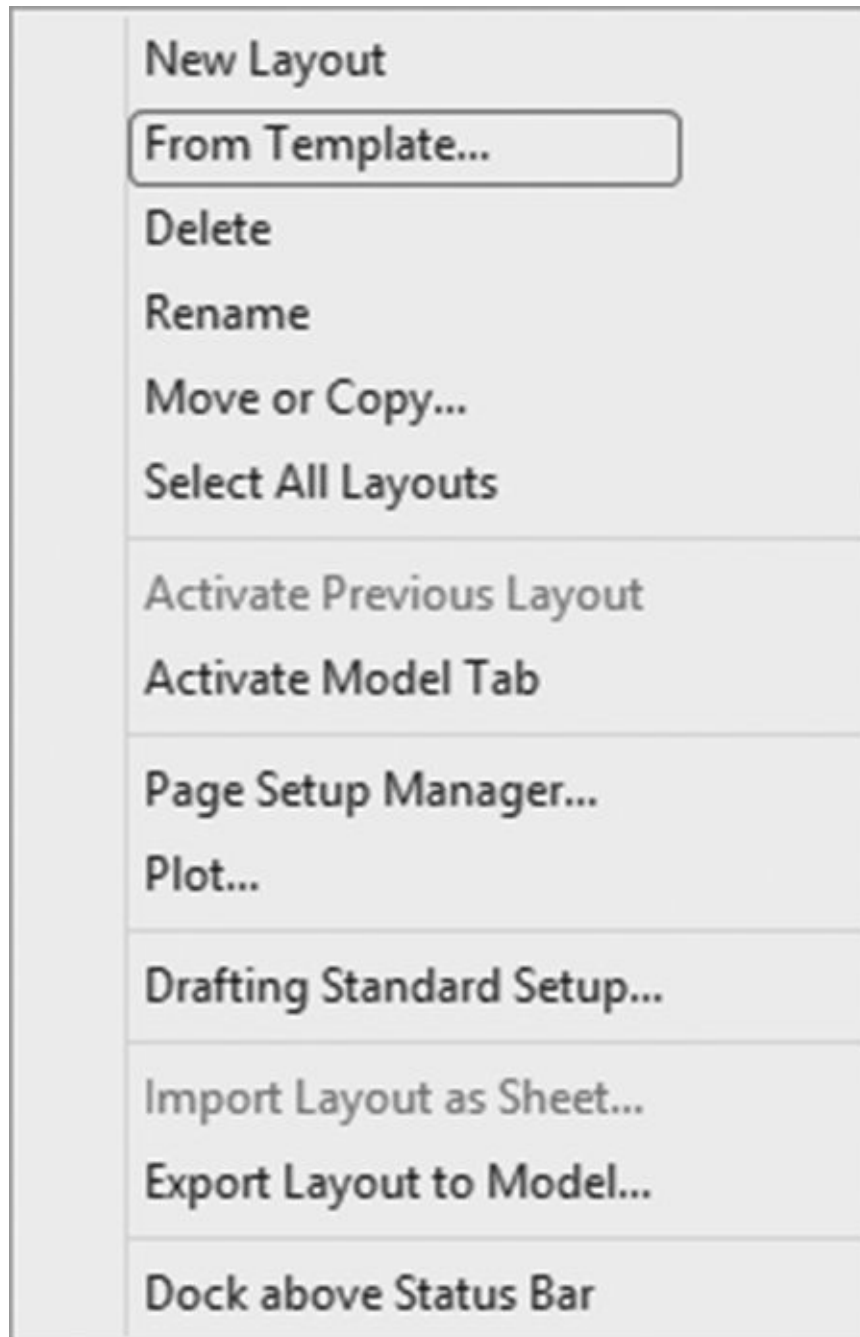 New Layout
From Template...
Delete
Rename
Move or Copy...
Select All Layouts
Activate Previous Layout
Activate Model Tab
Page Setup Manager...
Plot...
Drafting Standard Setup...
Import Layout as Sheet...
Export Layout to Model...
Dock above Status Bar